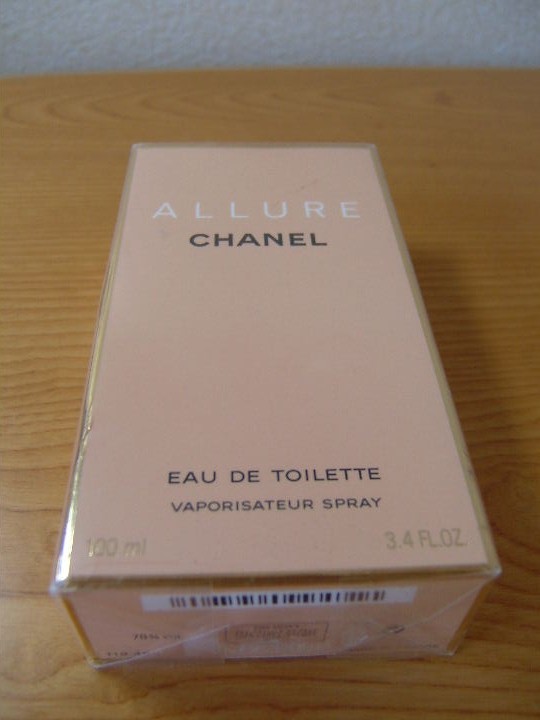 ALLURE
CHANEL
EAU DE TOILETTE
VAPORISATEUR SPRAY
100 ml 3.4 FL.OZ.